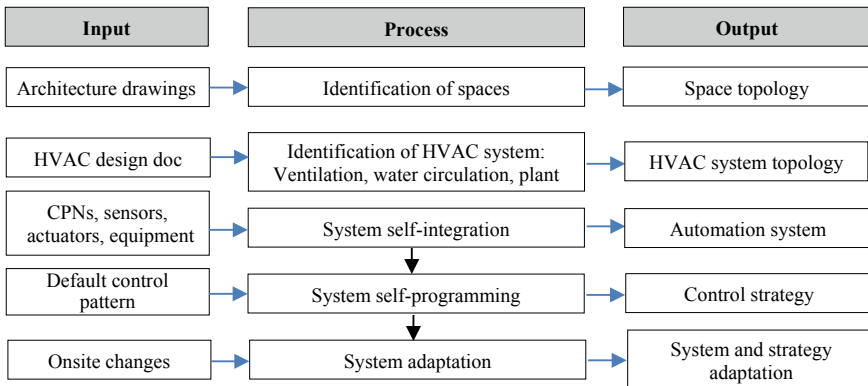 Input
Process
Output
Architecture drawings
Identification of spaces
Space topology
HVAC design doc
Identification of HVAC system:
Ventilation, water circulation, plant
HVAC system topology
CPNs, sensors,
actuators, equipment
System self-integration
Automation system
Default control
pattern
System self-programming
Control strategy
Onsite changes
System adaptation
System and strategy
adaptation